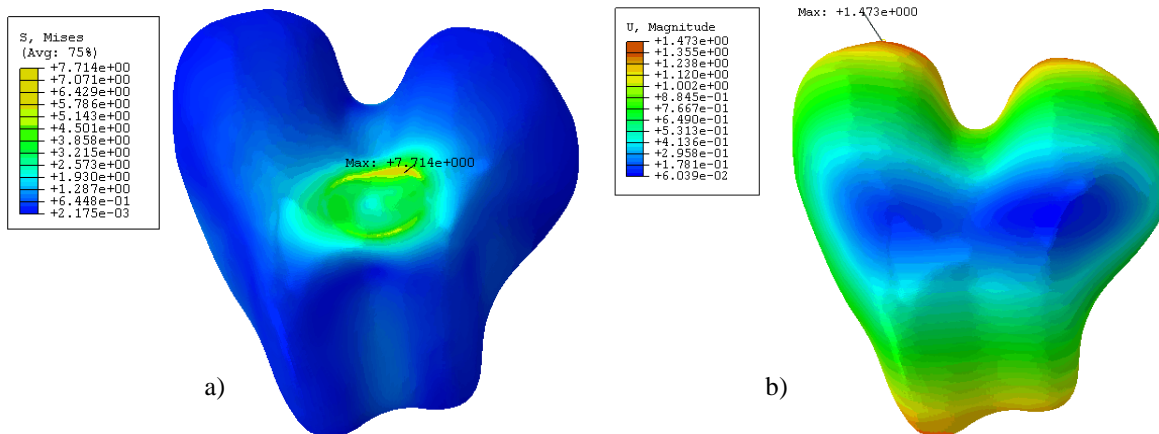 S, Mises
(Avg: 75%)
+7.714e+00
+7.071e+00
+6.429e+00
+5.786e+00
+5.143e+00
+4.501e+00
+3.858e+00
+3.215e+00
+2.573e+00
+1.930e+00
+1.287e+00
+6.448e-01
+2.175e-03
Max: +7.714e+000
a)
U, Magnitude
+1.473e+00
+1.355e+00
+1.238e+00
+1.120e+00
+1.002e+00
+8.845e-01
+7.667e-01
+6.490e-01
+5.313e-01
+4.136e-01
+2.958e-01
+1.781e-01
+6.039e-02
Max: +1.473e+000
b)